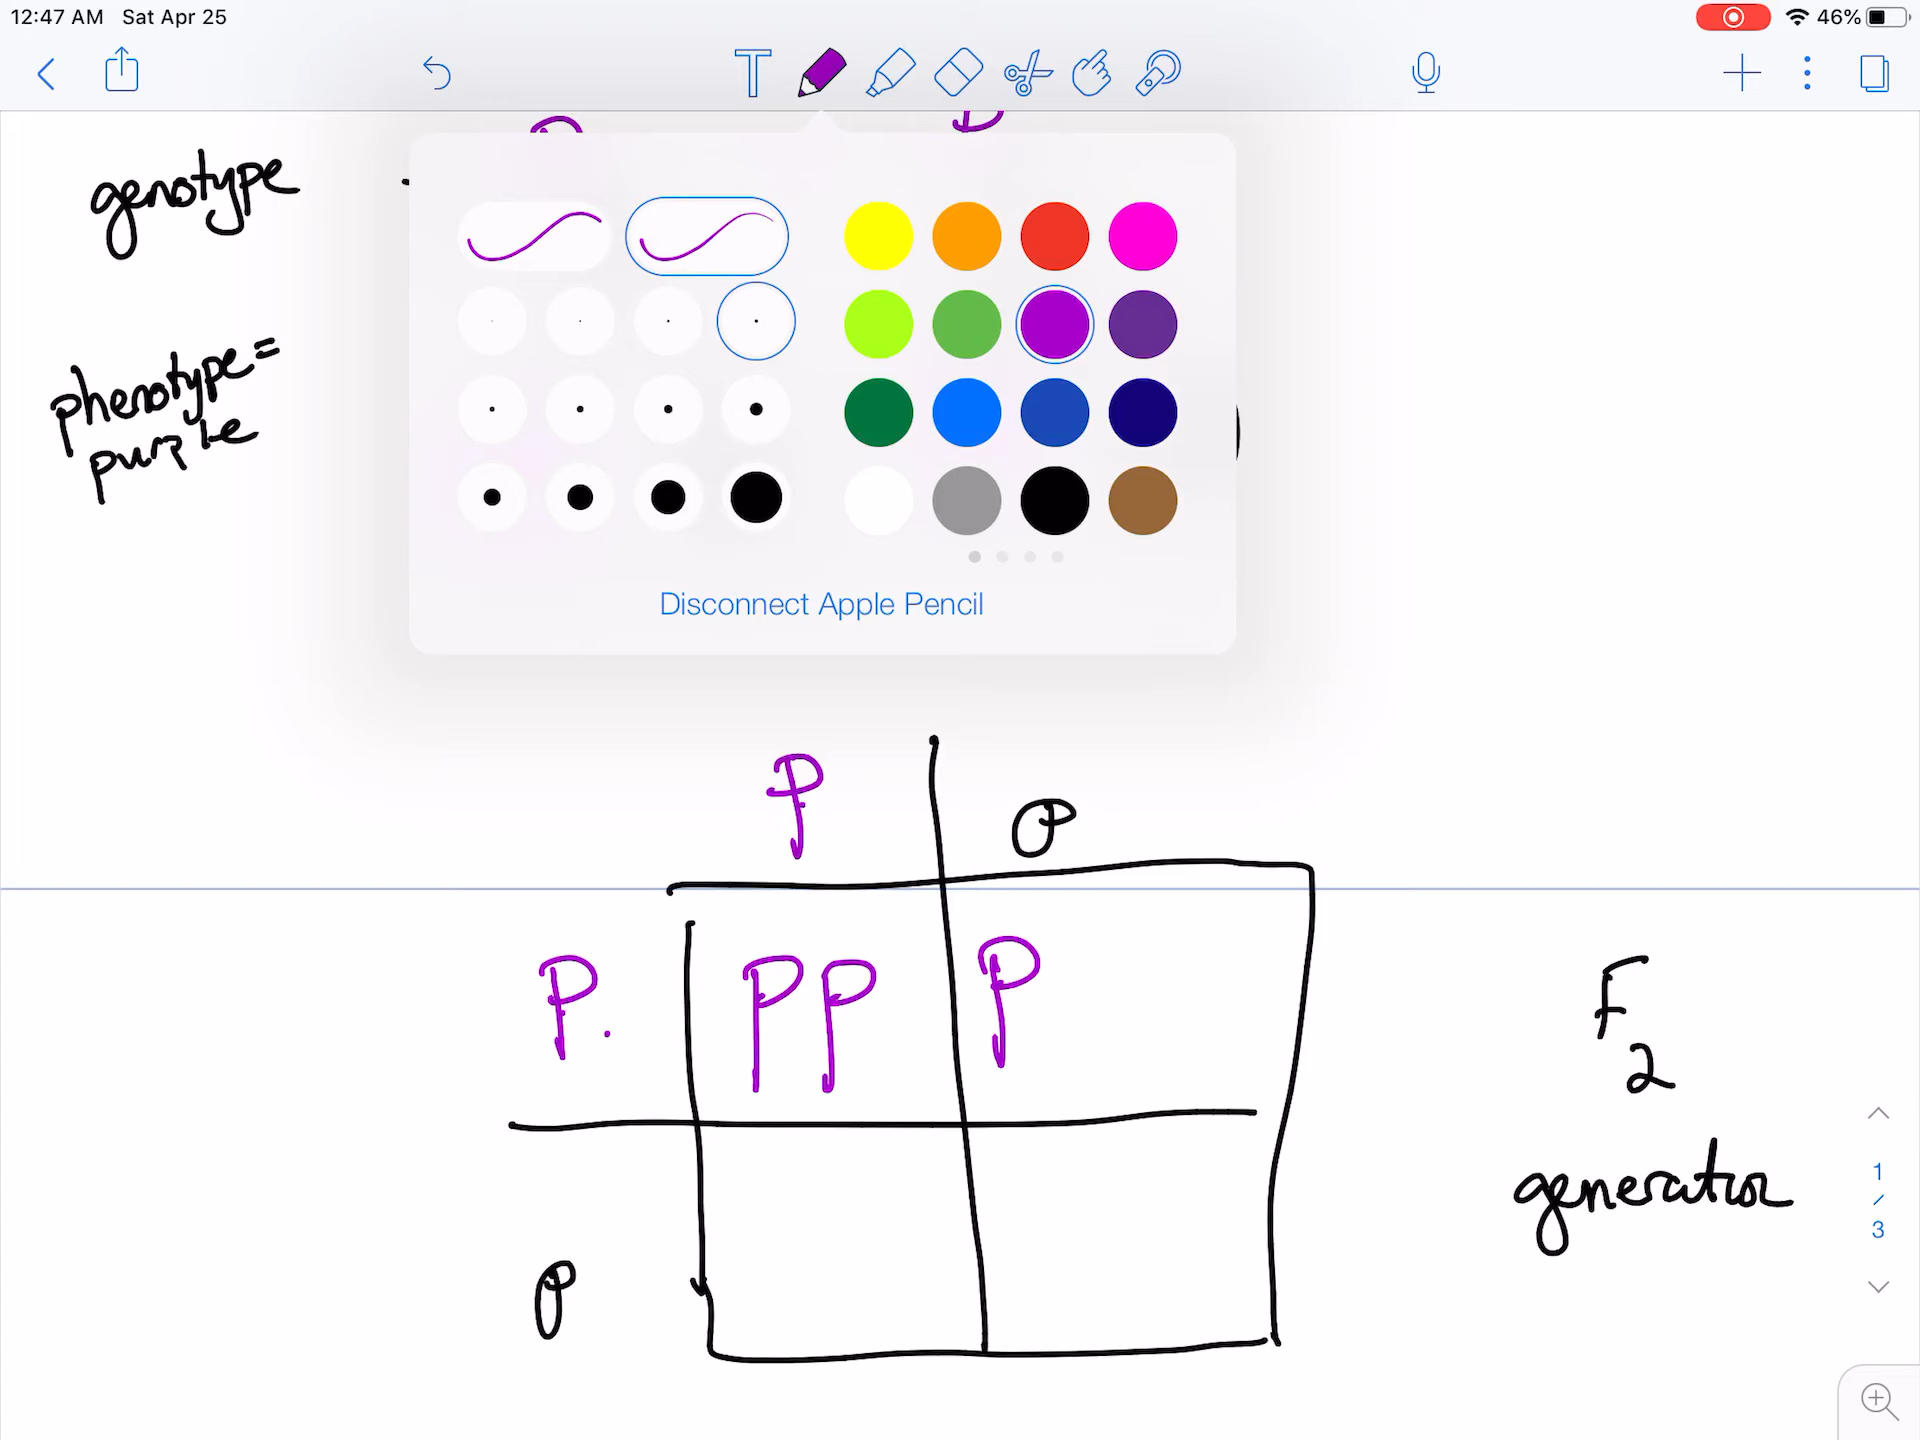 12:47 AM Sat Apr 25
46%
T
genotype
phenotype=
purple
Disconnect Apple Pencil
P
p
P.
PP
P
F
2
generation
1
/
3
p